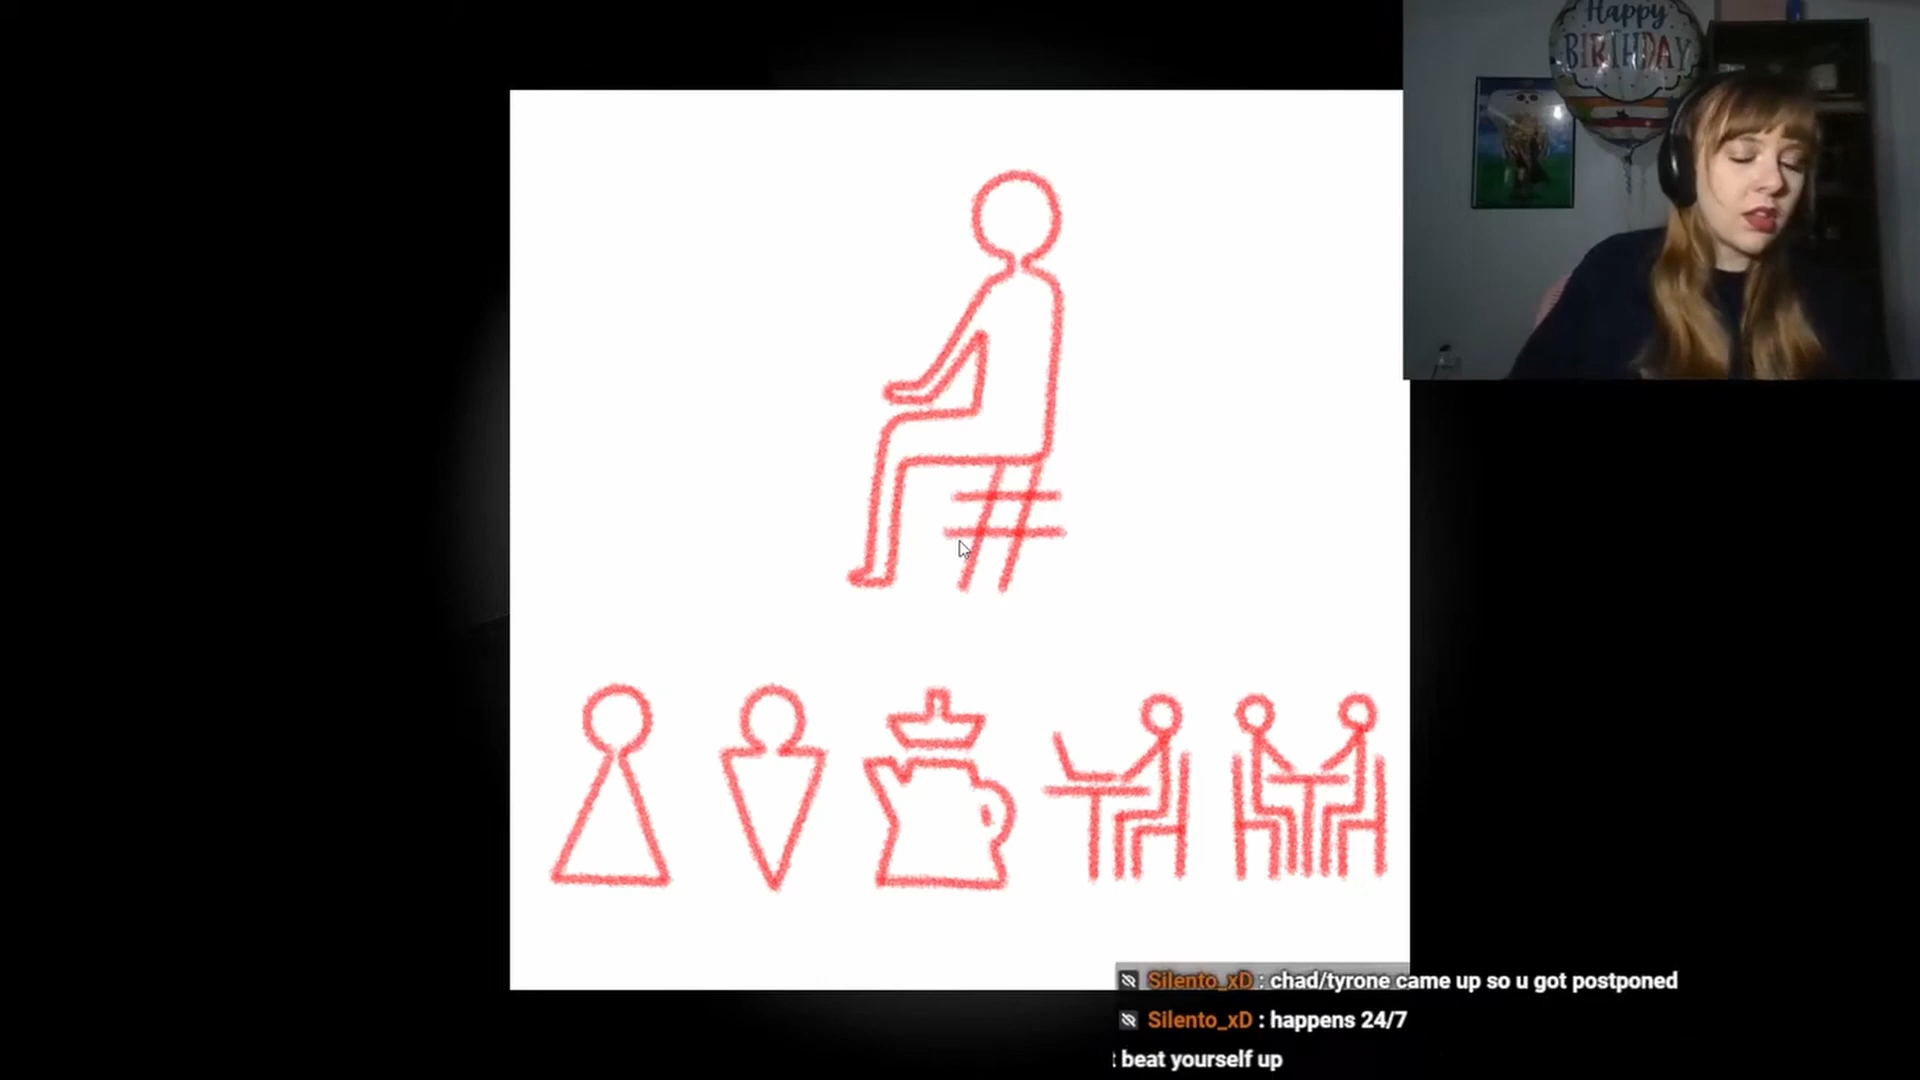 Happy
BIRTHDAY
Silento_xD : chad/tyrone came up so u got postponed
Silento_xD : happens 24/7
beat yourself up